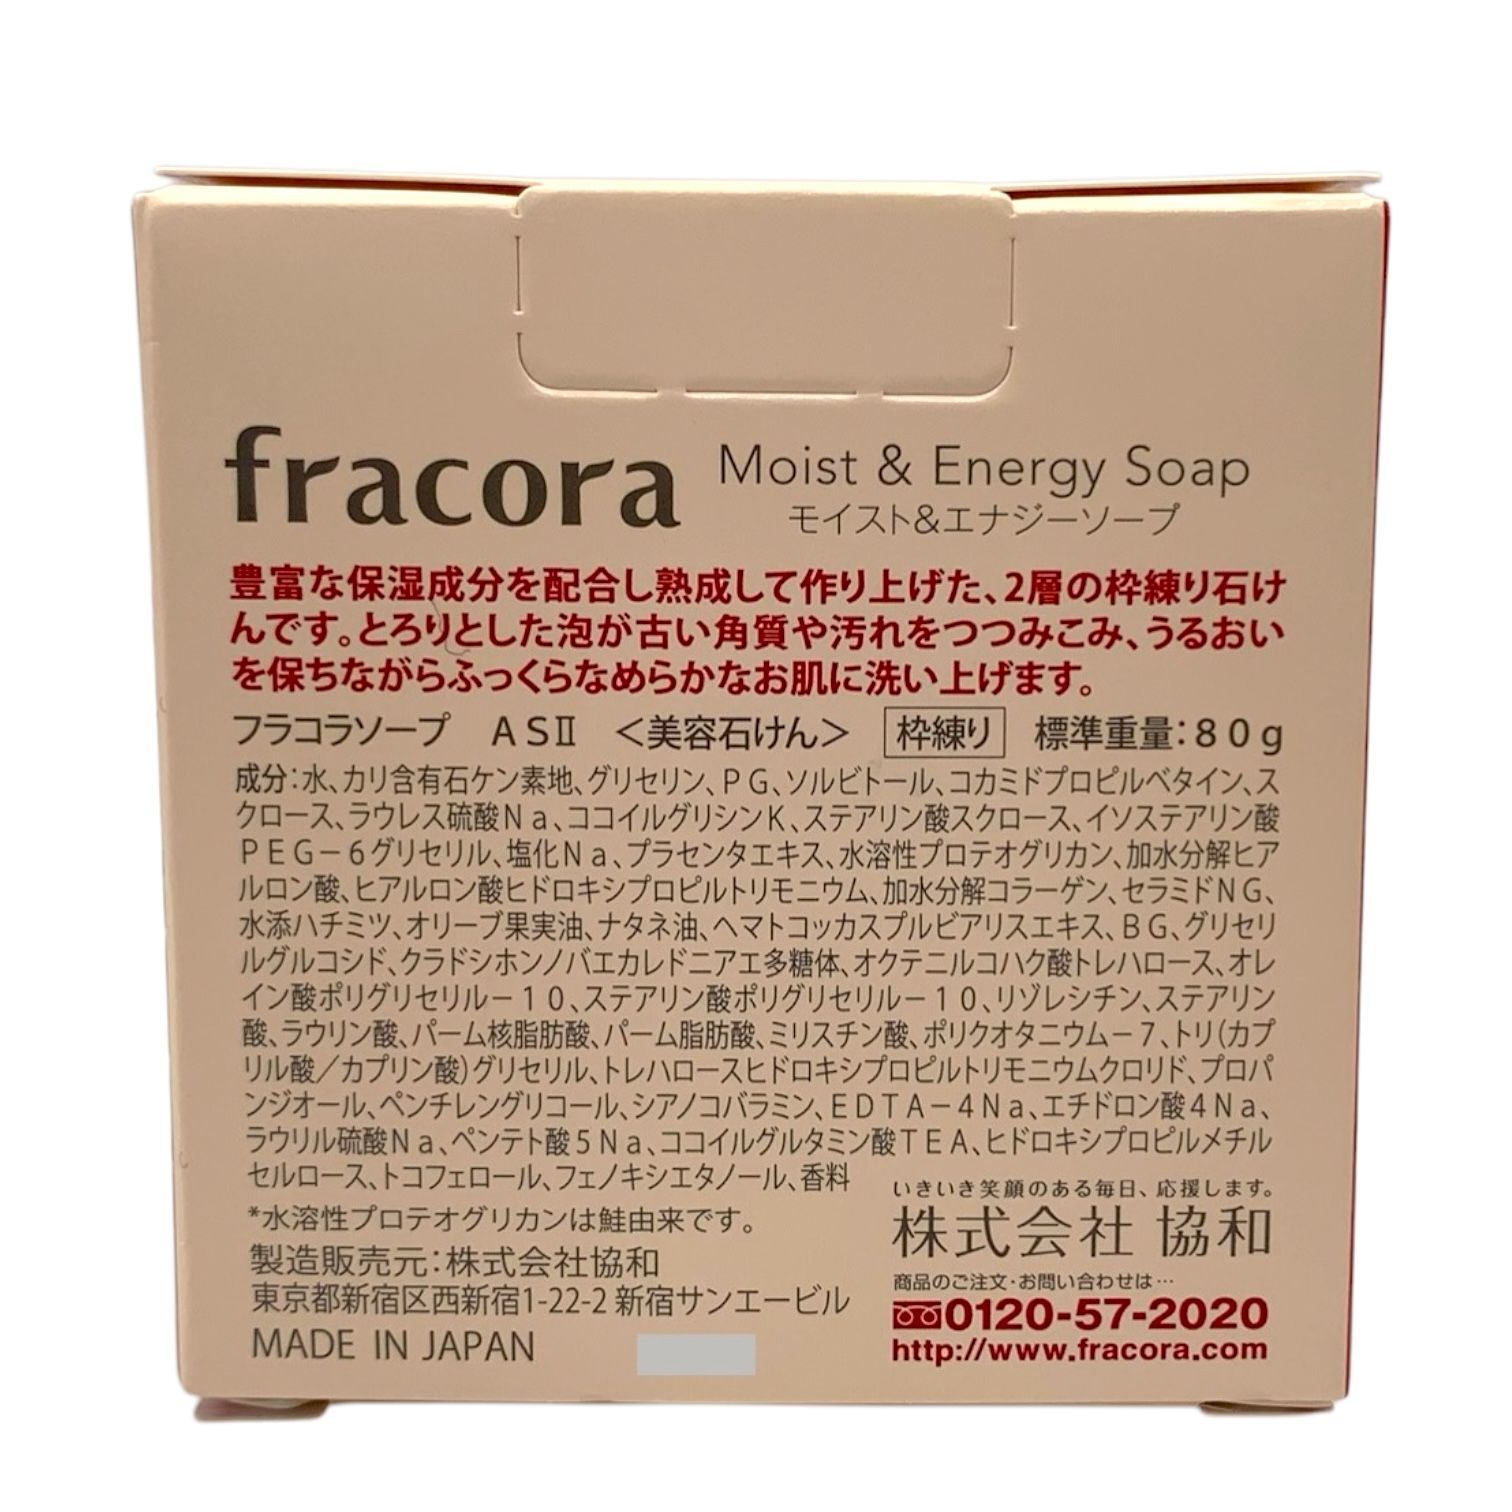 fracora Moist & Energy Soap
モイスト&エナジーソープ
豊富な保湿成分を配合し熟成して作り上げた、2層の枠練り石け
んです。とろりとした泡が古い角質や汚れをつつみこみ、うるおい
を保ちながらふっくらなめらかなお肌に洗い上げます。
フラコラソープ ASⅡ <美容石けん> 枠練り 標準重量:80g
成分:水、カリ含有石ケン素地、グリセリン、PG、ソルビトール、コカミドプロピルベタイン、ス
クロース、ラウレス硫酸Na、ココイルグリシンK、ステアリン酸スクロース、イソステアリン酸
PEG-6グリセリル、塩化Na、プラセンタエキス、水溶性プロテオグリカン、加水分解ヒア
ルロン酸、ヒアルロン酸ヒドロキシプロピルトリモニウム、加水分解コラーゲン、セラミドNG、
水添ハチミツ、オリーブ果実油、ナタネ油、ヘマトコッカスプルビアリスエキス、BG、グリセリ
ルグルコシド、クラドシホンノバエカレドニアエ多糖体、オクテニルコハク酸トレハロース、オレ
イン酸ポリグリセリル-10、ステアリン酸ポリグリセリル-10、リゾレシチン、ステアリン
酸、ラウリン酸、パーム核脂肪酸、パーム脂肪酸、ミリスチン酸、ポリクオタニウム-7、トリ(カプ
リル酸/カプリン酸)グリセリル、トレハロースヒドロキシプロピルトリモニウムクロリド、プロパ
ンジオール、ペンチレングリコール、シアノコバラミン、EDTA-4Na、エチドロン酸4Na、
ラウリル硫酸Na、ペンテト酸5Na、ココイルグルタミン酸TEA、ヒドロキシプロピルメチル
セルロース、トコフェロール、フェノキシエタノール、香料
*水溶性プロテオグリカンは鮭由来です。
製造販売元:株式会社協和
東京都新宿区西新宿1-22-2 新宿サンエービル
MADE IN JAPAN
いきいき笑顔のある毎日、応援します。
株式会社 協和
商品のご注文・お問い合わせは…
0120-57-2020
http://www.fracora.com